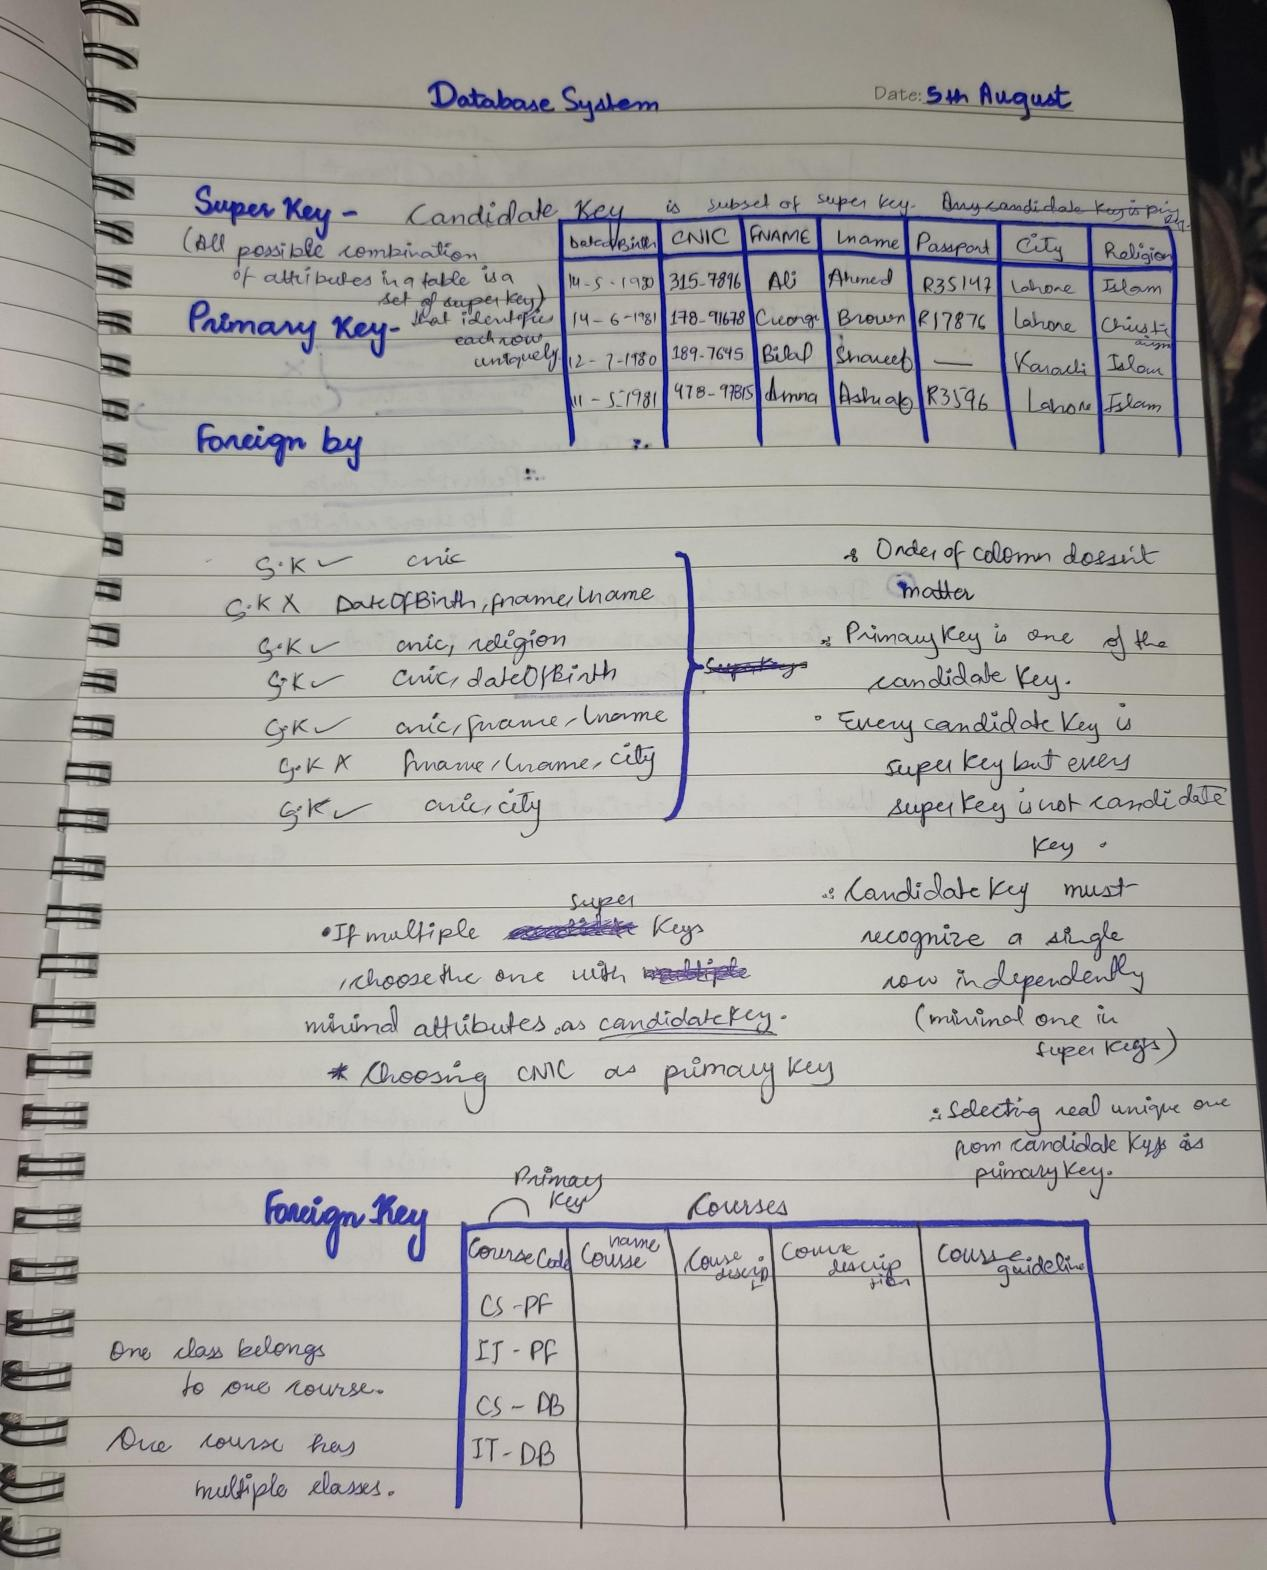 Database System Date: 5th August
Super Key - Candidate Key is subset of super key. Any candidate key is
(All possible combination
of attributes in a table is a
set of super key)
that identifies
each row
uniquely.
Primary Key -
Foreign by
Date of Birth CNIC FNAME Lname Passport City Religion
14-5-1980 315-7896 Ali Ahmed R35147 Lahore Islam
14-6-1981 178-91678 Brown R17876 Lahore
12-7-1980 189-7645 Bilal Shareef — Karachi Islam
11-5-1981 478-97815 Amna R3596 Lahore Islam
S.K ✓ cnic
S.K X DateOfBirth, fname, lname
S.K ✓ cnic, religion
S.K ✓ cnic, dateOfBirth
S.K ✓ cnic, fname, lname
S.K X fname, lname, city
S.K ✓ cnic, city
Super Keys
Order of colomn dossn't
matter
Primary Key is one of the
candidate Key.
• Every candidate Key is
super key but every
super key is not candidate
Key.
Candidate Key must
recognize a single
row independently
(minimal one in
super keys)
Selecting real unique one
from candidate keys as
primary key.
super
• If multiple Keys
, choose the one with multiple
minimal attributes as candidate key.
* Choosing CNIC as primary key
Foreign Key
Primary
Key
Courses
Course Code Course name Course descrip Course description Course guideline
CS-PF
IT-PF
CS-DB
IT-DB
One class belongs
to one course.
One course has
multiple classes.